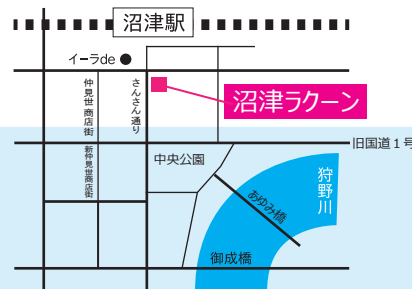 沼津駅
イーラde
仲見世商店街
さんさん通り
沼津ラクーン
旧国道1号
新仲見世商店街
中央公園
狩野川
あゆみ橋
御成橋